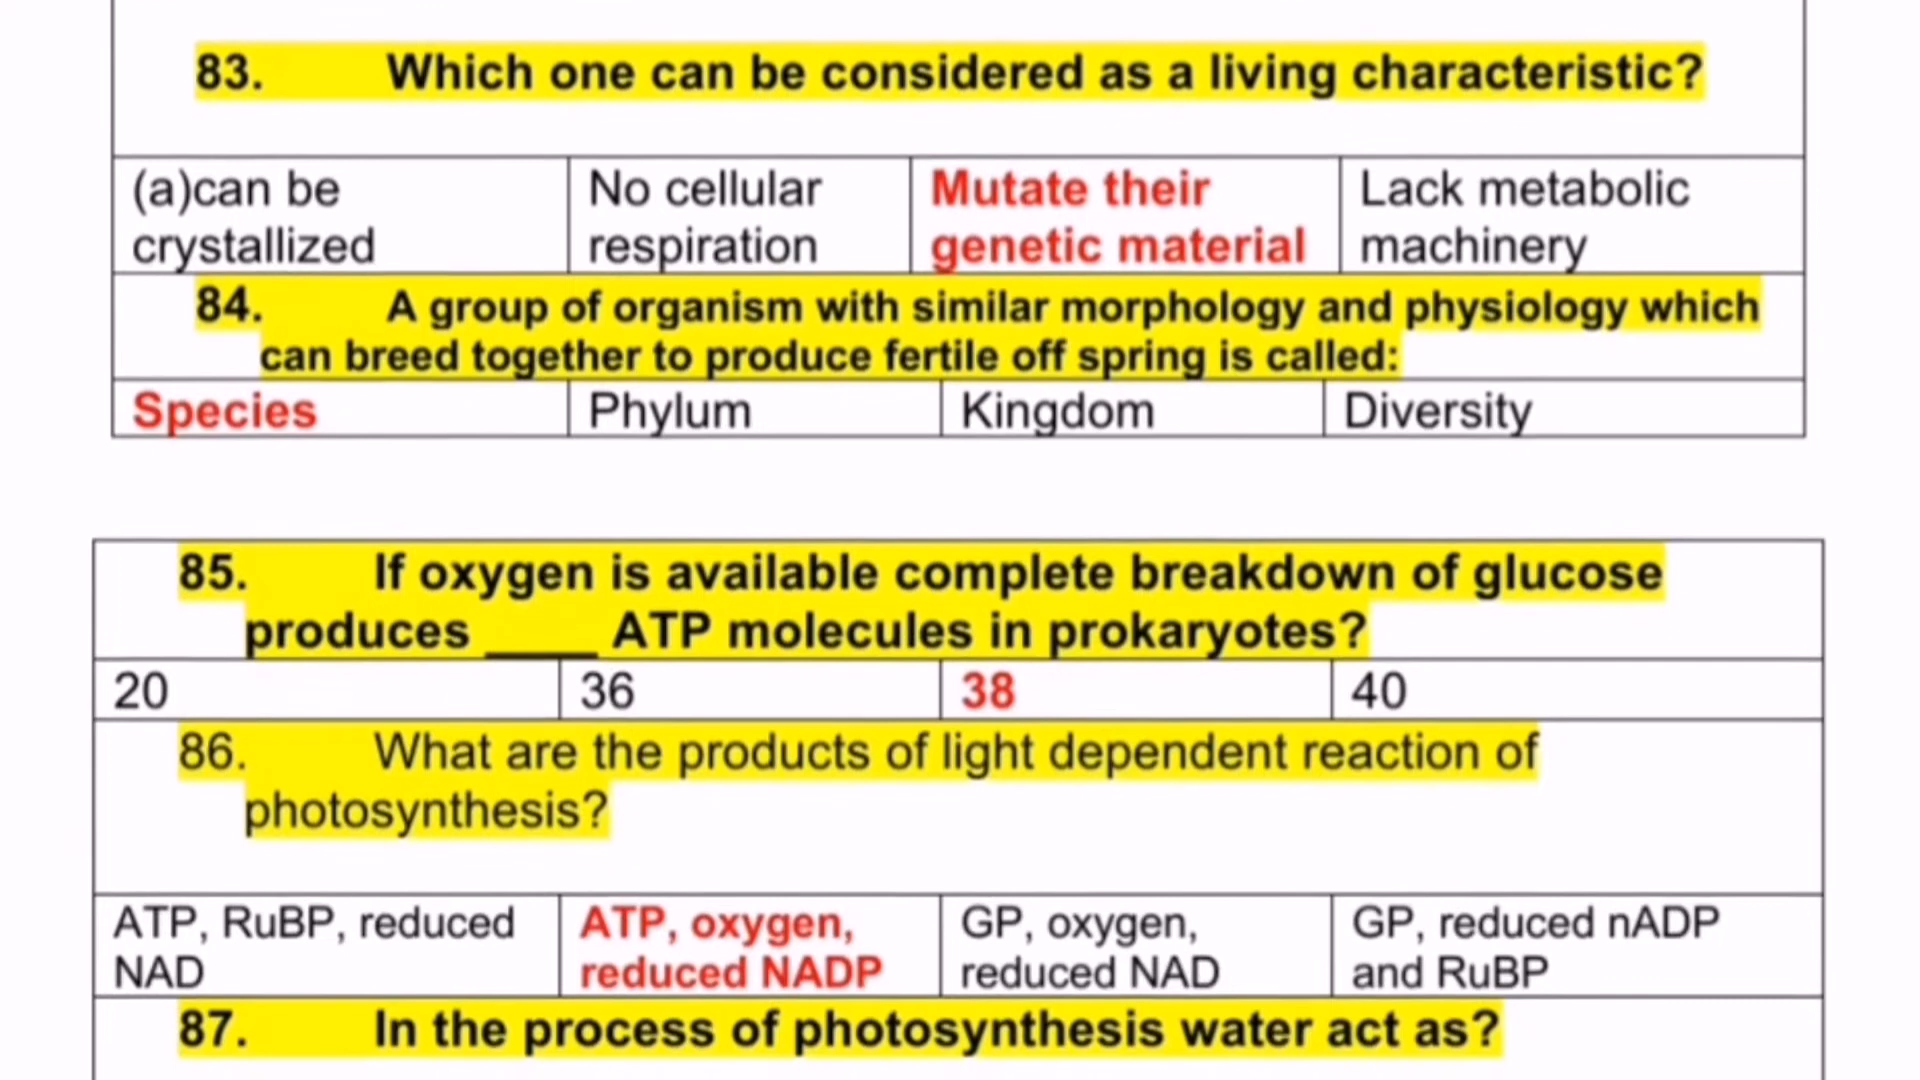 83. Which one can be considered as a living characteristic?
(a)can be crystallized
No cellular respiration
Mutate their genetic material
Lack metabolic machinery
84. A group of organism with similar morphology and physiology which
can breed together to produce fertile off spring is called:
Species Phylum Kingdom Diversity
85. If oxygen is available complete breakdown of glucose
produces _____ ATP molecules in prokaryotes?
20 36 38 40
86. What are the products of light dependent reaction of
photosynthesis?
ATP, RuBP, reduced NAD
ATP, oxygen, reduced NADP
GP, oxygen, reduced NAD
GP, reduced nADP and RuBP
87. In the process of photosynthesis water act as?